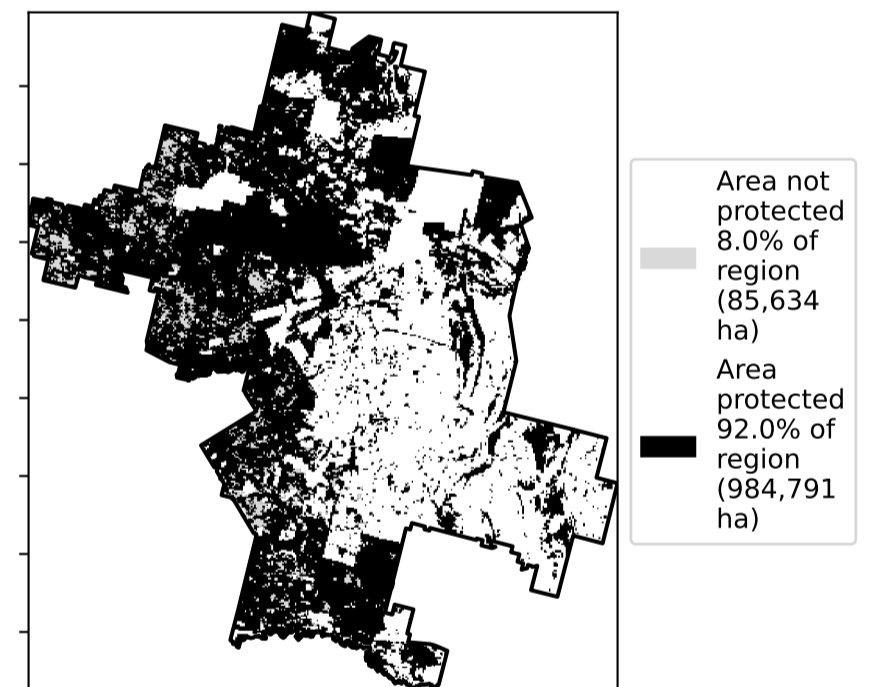 Area not
protected
8.0% of
region
(85,634
ha)
Area
protected
92.0% of
region
(984,791
ha)